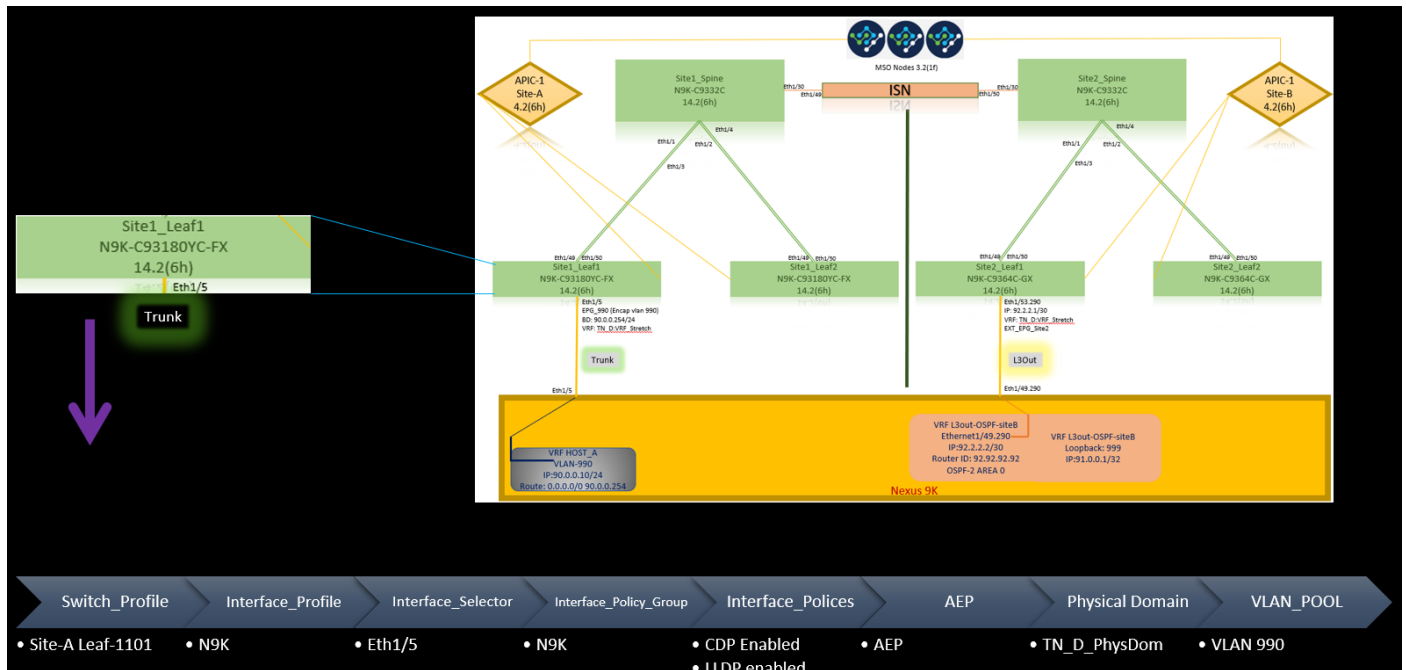 MSO Nodes 3.2(1f)
APIC-1
Site-A
4.2(6h)
Site1_Spine
N9K-C9332C
14.2(6h)
Eth1/30
Eth1/49
ISN
Eth1/30
Eth1/50
Site2_Spine
N9K-C9332C
14.2(6h)
APIC-1
Site-B
4.2(6h)
Eth1/4
Eth1/1
Eth1/2
Eth1/3
Eth1/4
Eth1/1
Eth1/2
Eth1/3
Site1_Leaf1
N9K-C93180YC-FX
14.2(6h)
Eth1/5
Trunk
Eth1/49 Eth1/50
Site1_Leaf1
N9K-C93180YC-FX
14.2(6h)
Eth1/49 Eth1/50
Site1_Leaf2
N9K-C93180YC-FX
14.2(6h)
Eth1/49 Eth1/50
Site2_Leaf1
N9K-C9364C-GX
14.2(6h)
Eth1/49 Eth1/50
Site2_Leaf2
N9K-C9364C-GX
14.2(6h)
Eth1/5
EPG_990 (Encap vlan 990)
BD: 90.0.0.254/24
VRF: TN_D:VRF_Stretch
Trunk
Eth1/5
Eth1/53.290
IP: 92.2.2.1/30
VRF: TN_D:VRF_Stretch
EXT_EPG_Site2
L3Out
Eth1/49.290
VRF HOST_A
VLAN-990
IP:90.0.0.10/24
Route: 0.0.0.0/0 90.0.0.254
VRF L3out-OSPF-siteB
Ethernet1/49.290
IP:92.2.2.2/30
Router ID: 92.92.92.92
OSPF-2 AREA 0
VRF L3out-OSPF-siteB
Loopback: 999
IP:91.0.0.1/32
Nexus 9K
Switch_Profile
Interface_Profile
Interface_Selector
Interface_Policy_Group
Interface_Polices
AEP
Physical Domain
VLAN_POOL
• Site-A Leaf-1101
• N9K
• Eth1/5
• N9K
• CDP Enabled
• LLDP enabled
• AEP
• TN_D_PhysDom
• VLAN 990